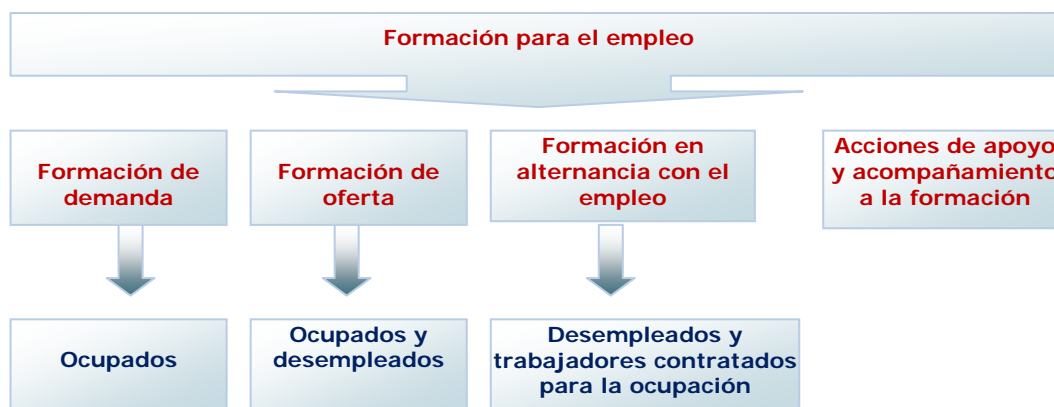 Formación para el empleo
Formación de
demanda
Formación de
oferta
Formación en
alternancia con el
empleo
Acciones de apoyo
y acompañamiento
a la formación
Ocupados
Ocupados y
desempleados
Desempleados y
trabajadores contratados
para la ocupación